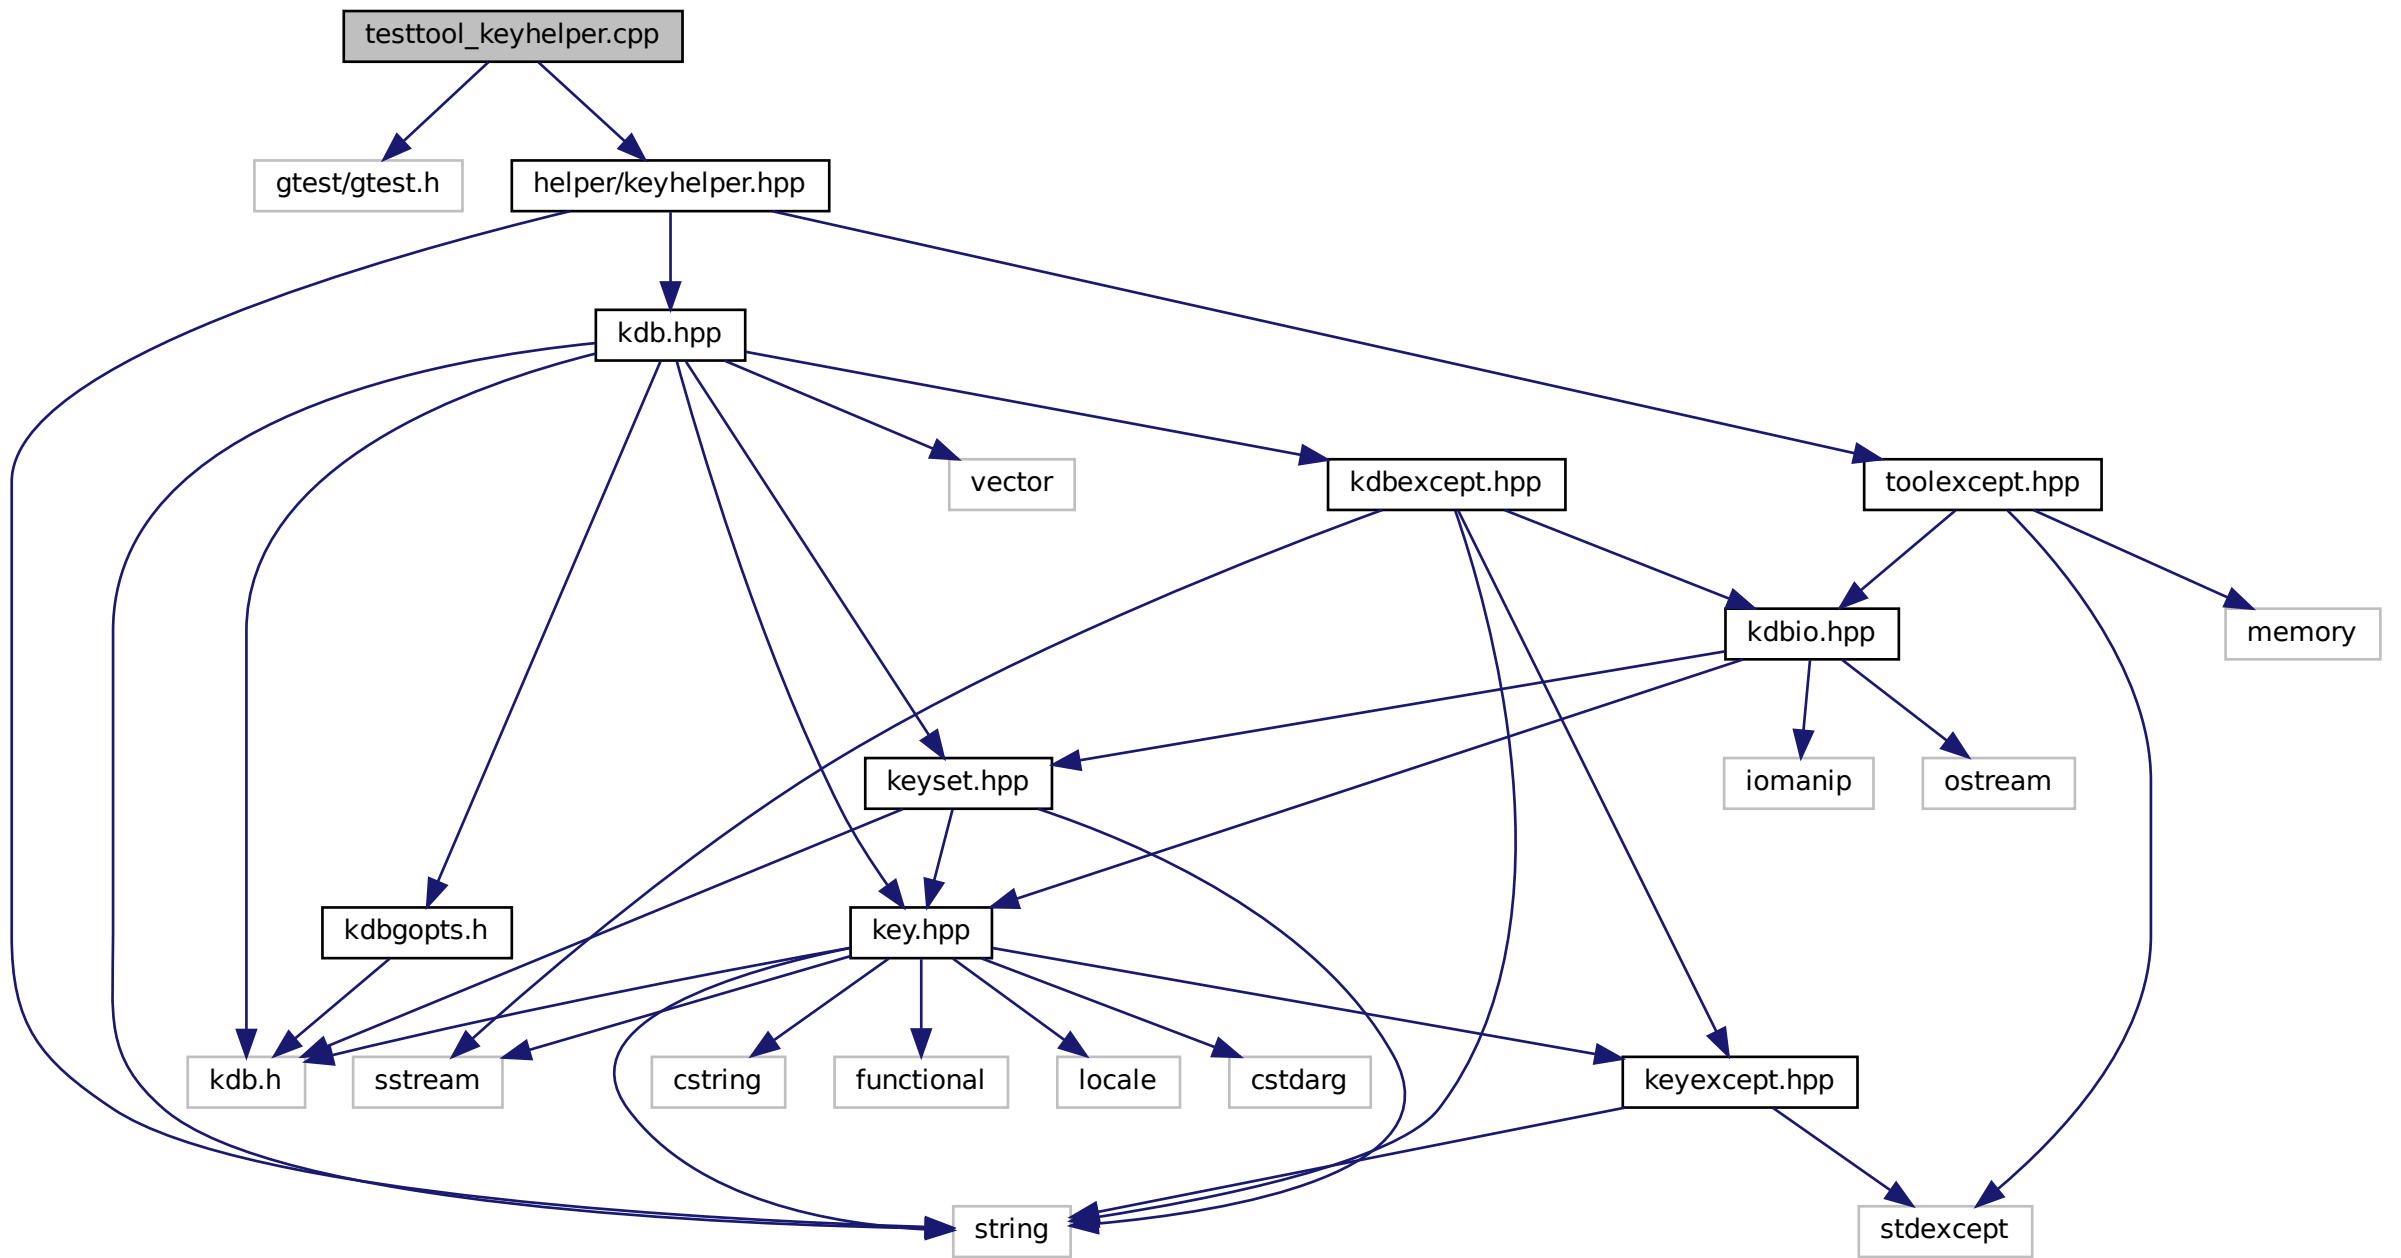 testtool_keyhelper.cpp
gtest/gtest.h
helper/keyhelper.hpp
kdb.hpp
vector
kdbexcept.hpp
toolexcept.hpp
kdbio.hpp
memory
keyset.hpp
iomanip
ostream
kdbgopts.h
key.hpp
kdb.h
sstream
cstring
functional
locale
cstdarg
keyexcept.hpp
string
stdexcept